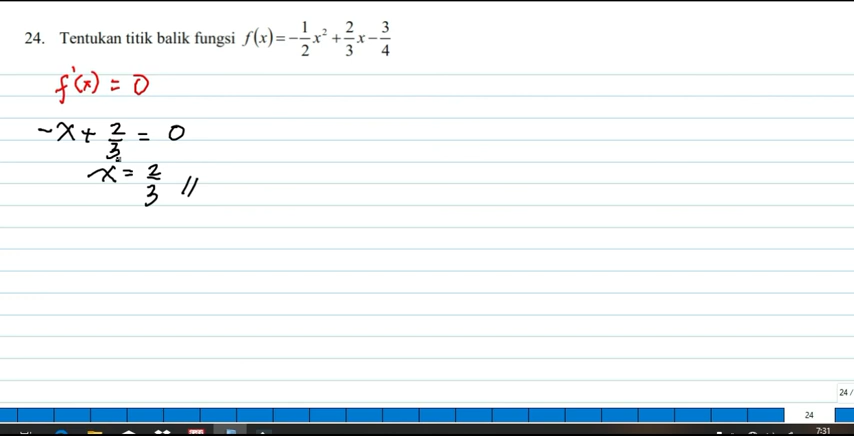 24. Tentukan titik balik fungsi f(x)=-1/2x²+2/3x-3/4
f'(x) = 0
-x + 2/3 = 0
x = 2/3 //
24 /
24
7:31